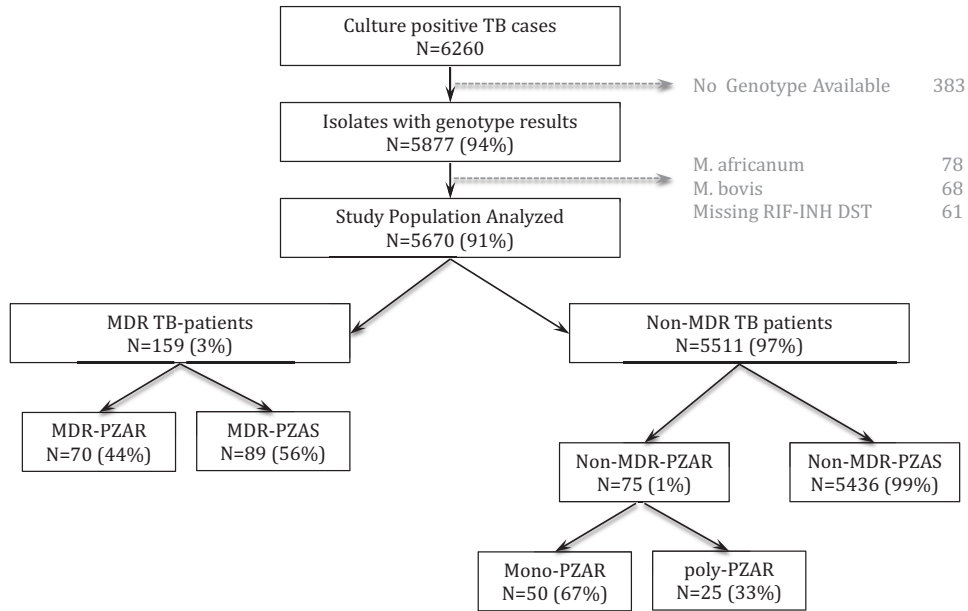 Culture positive TB cases
N=6260
No Genotype Available 383
Isolates with genotype results
N=5877 (94%)
M. africanum 78
M. bovis 68
Missing RIF-INH DST 61
Study Population Analyzed
N=5670 (91%)
MDR TB-patients
N=159 (3%)
Non-MDR TB patients
N=5511 (97%)
MDR-PZAR
N=70 (44%)
MDR-PZAS
N=89 (56%)
Non-MDR-PZAR
N=75 (1%)
Non-MDR-PZAS
N=5436 (99%)
Mono-PZAR
N=50 (67%)
poly-PZAR
N=25 (33%)